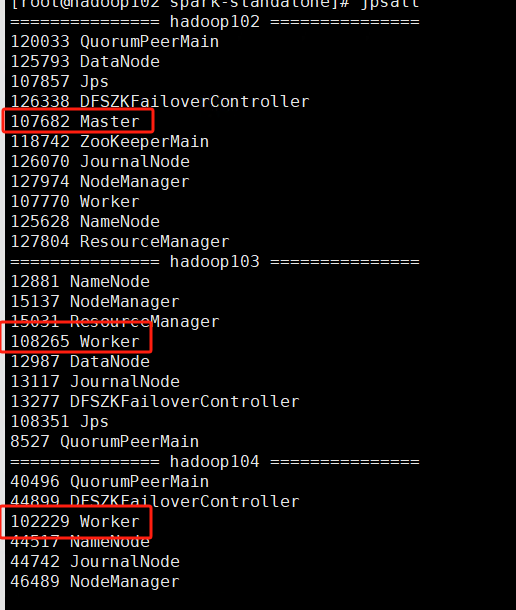 [root@hadoop102 spark-standalone]# jpsall
=============== hadoop102 ===============
120033 QuorumPeerMain
125793 DataNode
107857 Jps
126338 DFSZKFailoverController
107682 Master
118742 ZooKeeperMain
126070 JournalNode
127974 NodeManager
107770 Worker
125628 NameNode
127804 ResourceManager
=============== hadoop103 ===============
12881 NameNode
15137 NodeManager
15031 ResourceManager
108265 Worker
12987 DataNode
13117 JournalNode
13277 DFSZKFailoverController
108351 Jps
8527 QuorumPeerMain
=============== hadoop104 ===============
40496 QuorumPeerMain
44899 DFSZKFailoverController
102229 Worker
44517 NameNode
44742 JournalNode
46489 NodeManager